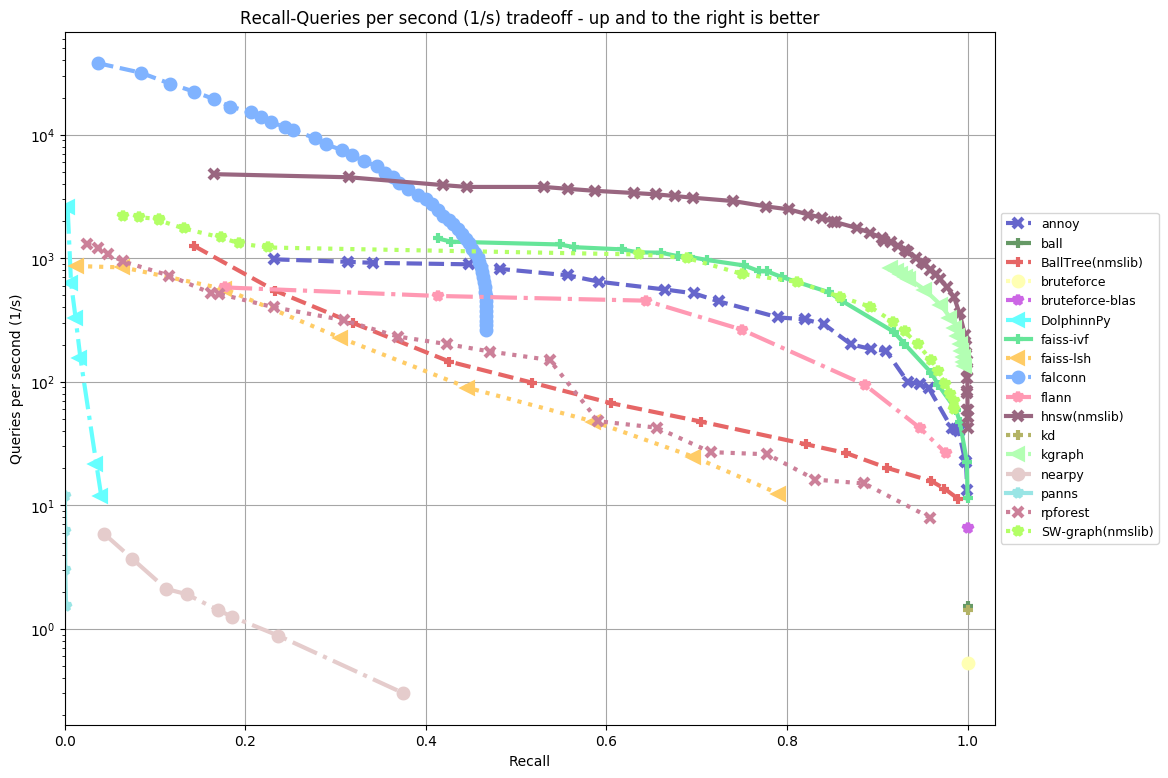 Recall-Queries per second (1/s) tradeoff - up and to the right is better
Queries per second (1/s)
10^4
10^3
10^2
10^1
10^0
0.0 0.2 0.4 0.6 0.8 1.0
Recall
annoy
ball
BallTree(nmslib)
bruteforce
bruteforce-blas
DolphinnPy
faiss-ivf
faiss-lsh
falconn
flann
hnsw(nmslib)
kd
kgraph
nearpy
panns
rpforest
SW-graph(nmslib)